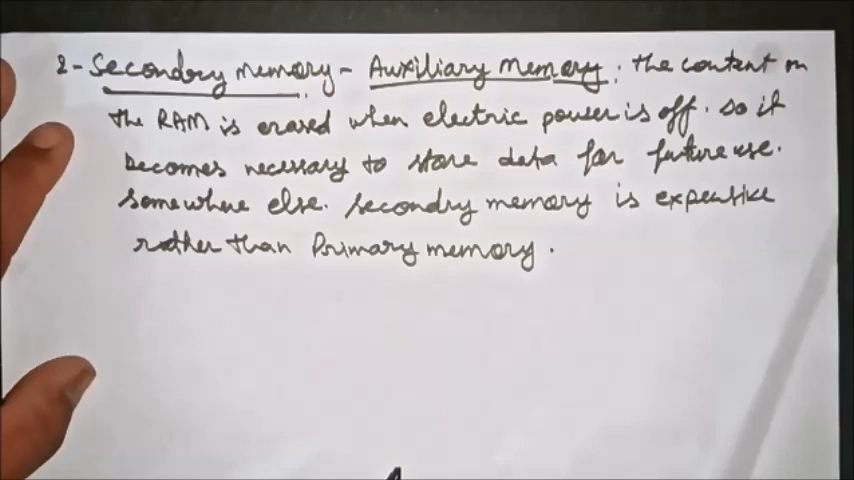 2- Secondry memory - Auxiliary memory: the content on
the RAM is erased when electric power is off. so it
becomes necessary to store data for future use.
somewhere else. secondry memory is expensive
rather than Primary memory.